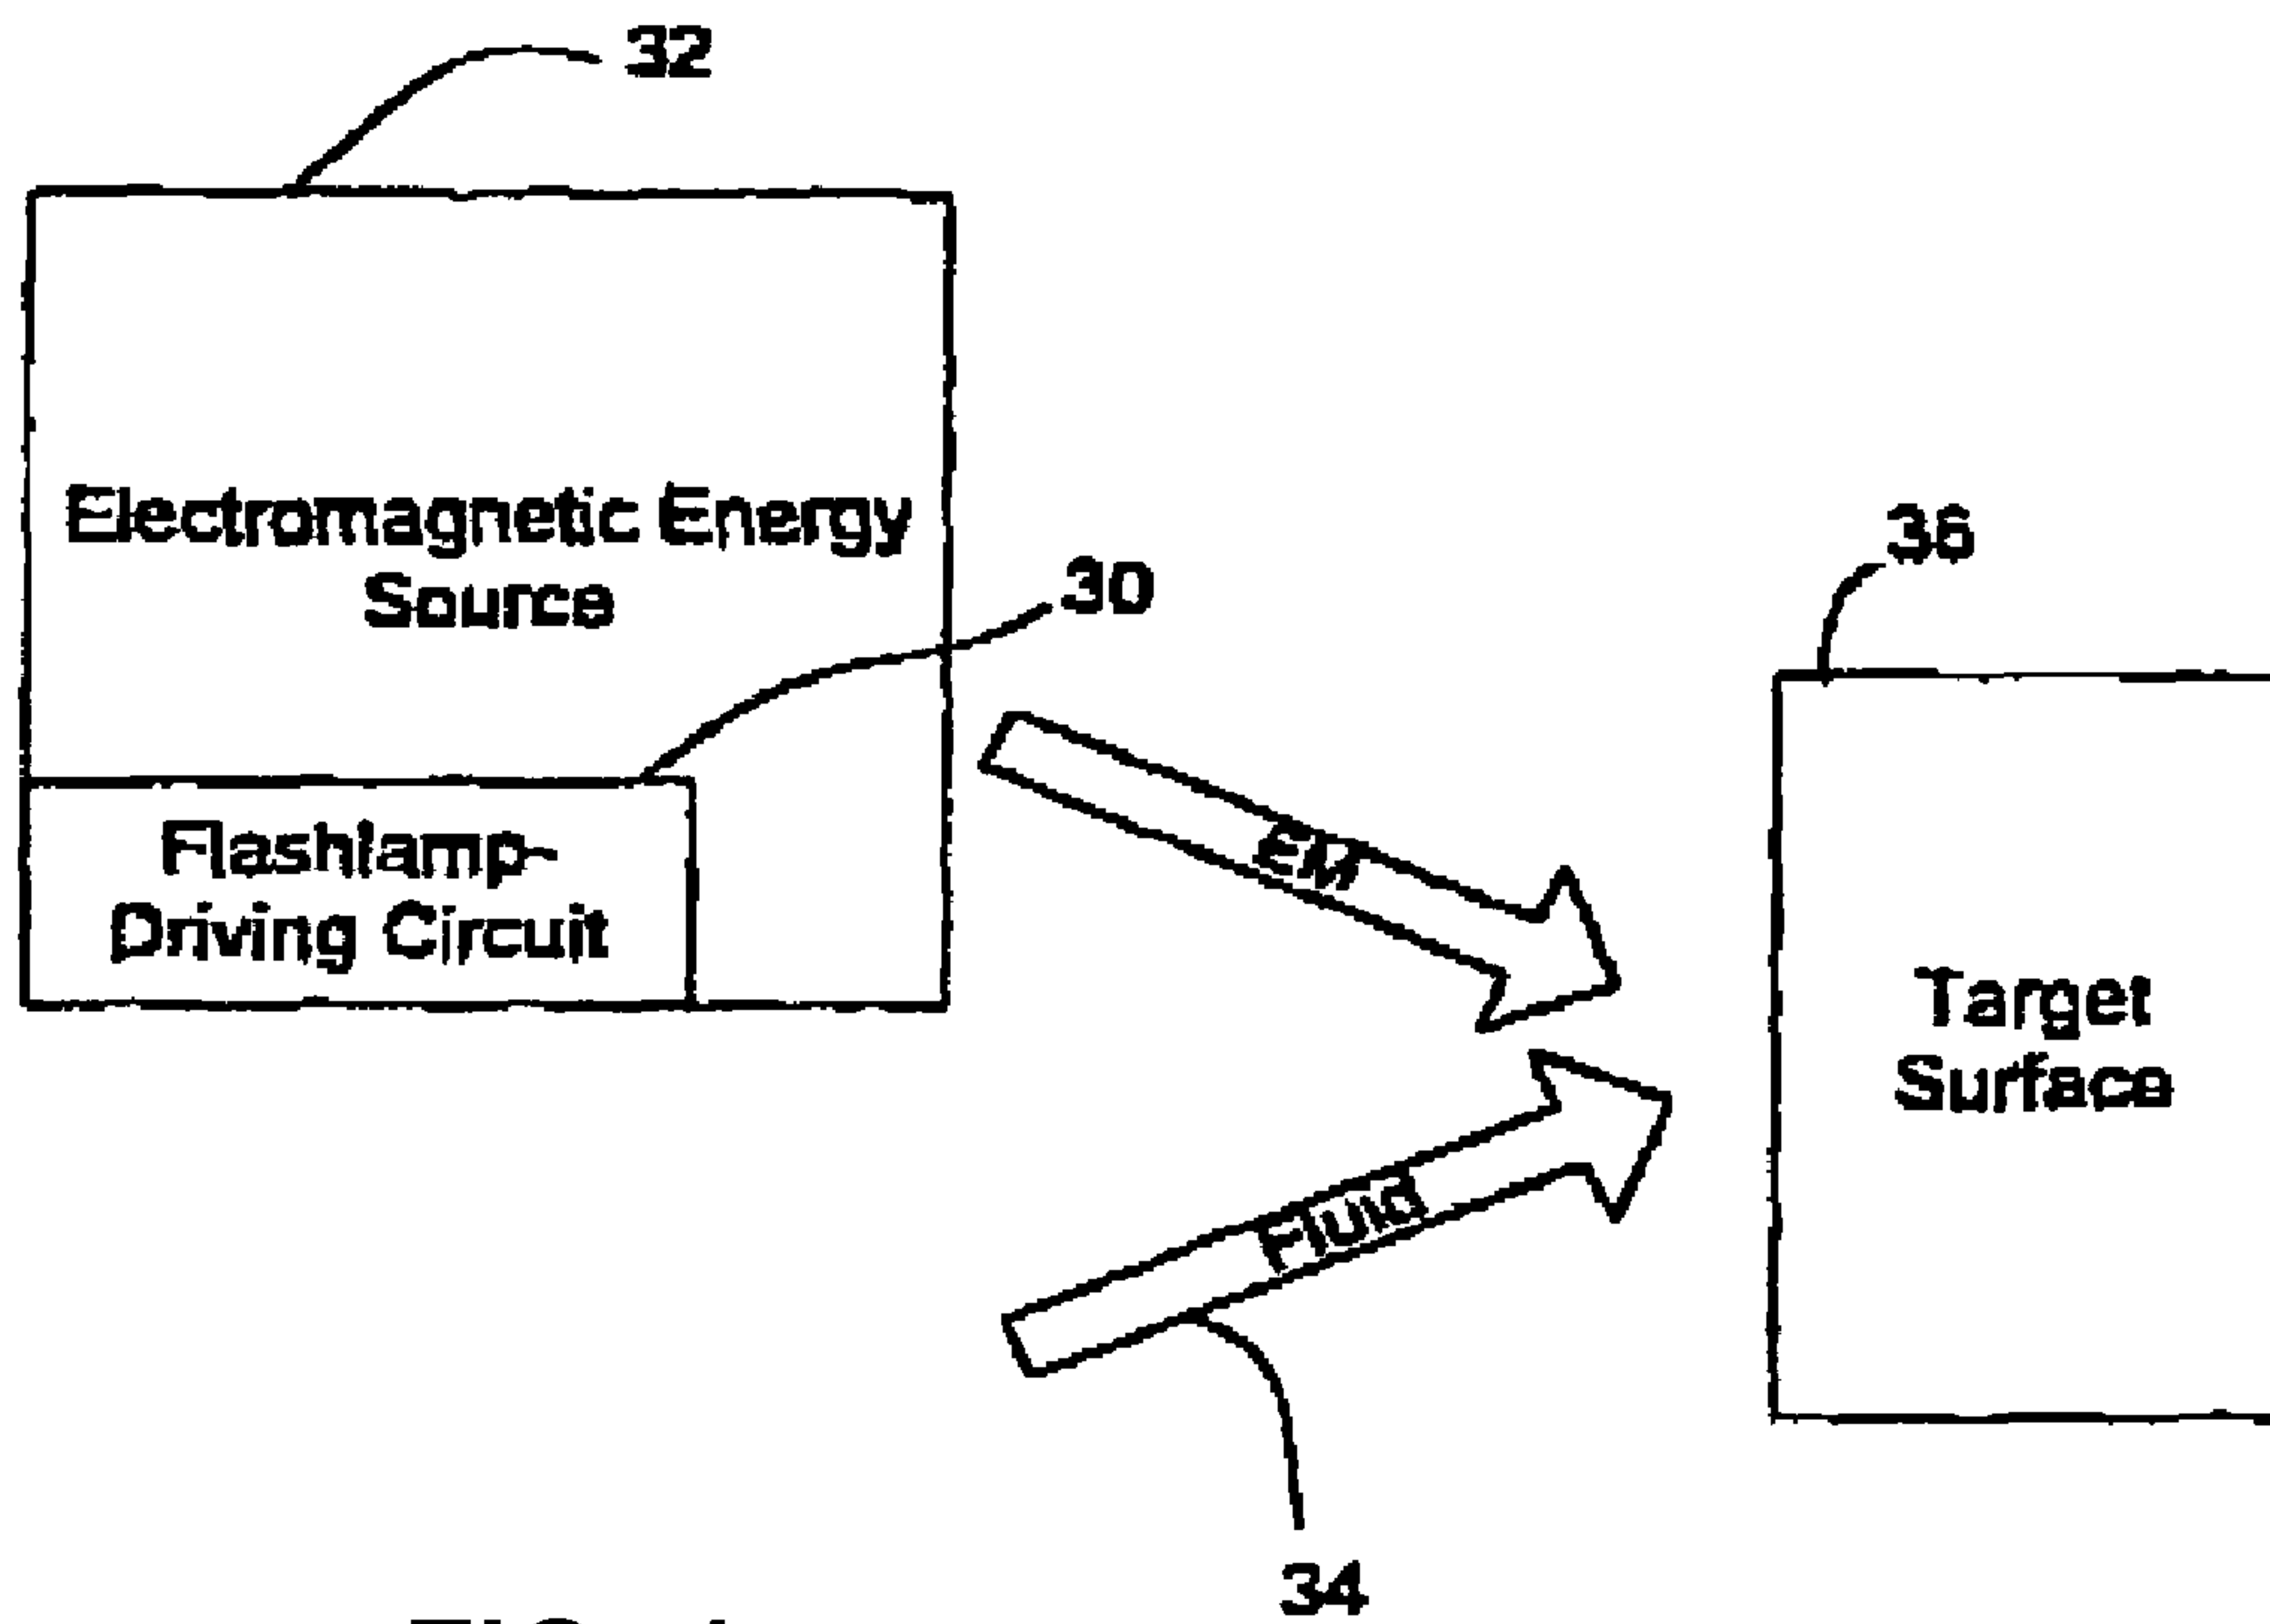 32
Electromagnetic Energy
Source
30
36
Flashlamp-
Driving Circuit
EM
Target
Surface
Fluid
34